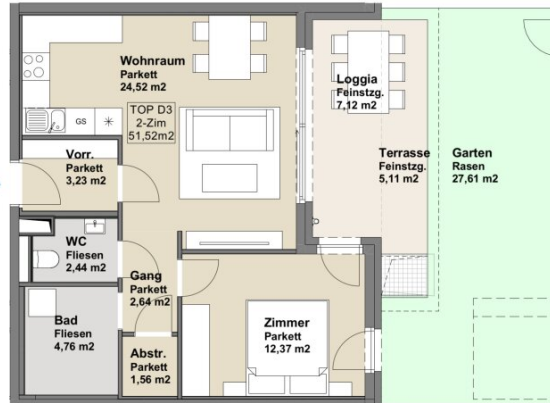 Wohnraum
Parkett
24,52 m2
TOP D3
2-Zim
51,52m2
GS
Loggia
Feinstzg.
7,12 m2
Terrasse
Feinstzg.
5,11 m2
Garten
Rasen
27,61 m2
Vorr.
Parkett
3,23 m2
WC
Fliesen
2,44 m2
Gang
Parkett
2,64 m2
Bad
Fliesen
4,76 m2
Abstr.
Parkett
1,56 m2
Zimmer
Parkett
12,37 m2